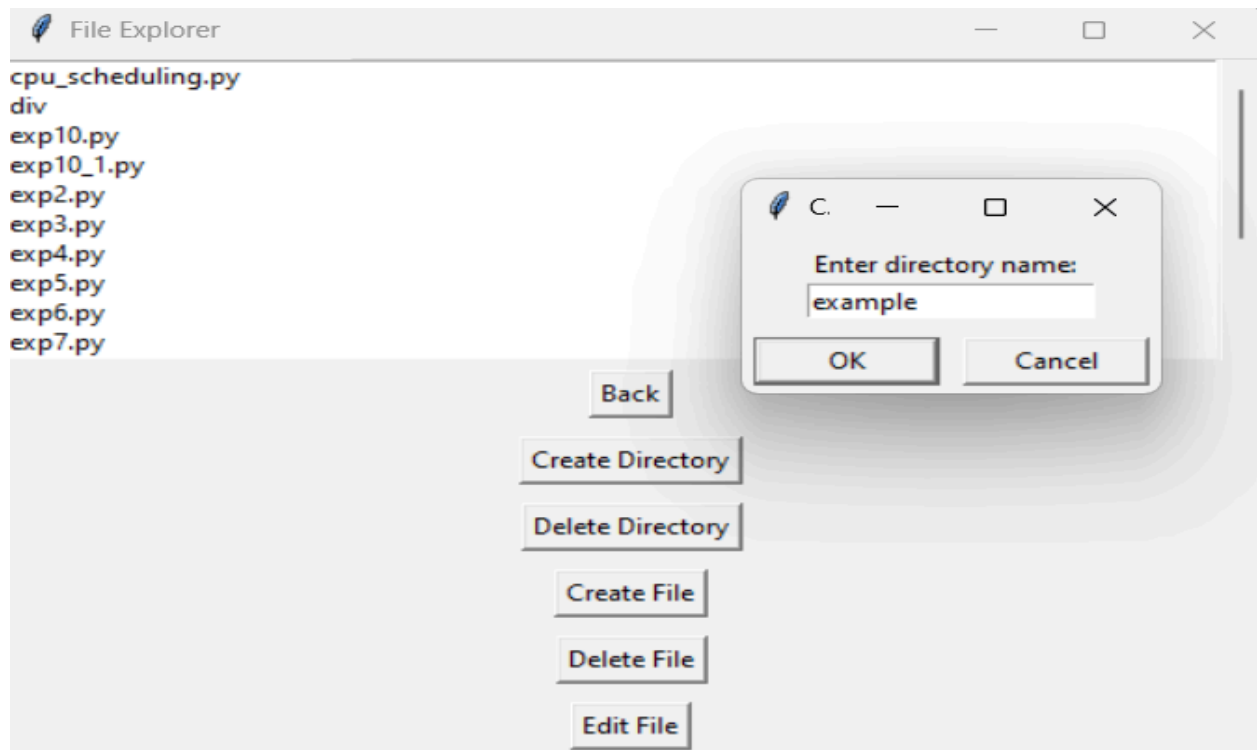 File Explorer
cpu_scheduling.py
div
exp10.py
exp10_1.py
exp2.py
exp3.py
exp4.py
exp5.py
exp6.py
exp7.py
C.
Enter directory name:
example
OK
Cancel
Back
Create Directory
Delete Directory
Create File
Delete File
Edit File